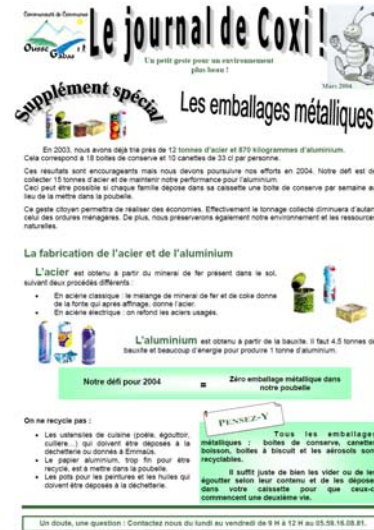 Communauté de Communes
Ousse
Gabas
Le journal de Coxi !
Un petit geste pour un environnement
plus beau !
Mars 2004
Supplément spécial
Les emballages métalliques
En 2003, nous avons déjà trié près de 12 tonnes d'acier et 870 kilogrammes d'aluminium.
Cela correspond à 18 boites de conserve et 10 canettes de 33 cl par personne.
Ces résultats sont encourageants mais nous devons poursuivre nos efforts en 2004. Notre défi est de
collecter 15 tonnes d'acier et de maintenir notre performance pour l'aluminium.
Ceci peut être possible si chaque famille dépose dans sa caissette une boite de conserve par semaine au
lieu de la mettre dans la poubelle.
Ce geste citoyen permettra de réaliser des économies. Effectivement le tonnage collecté diminuera d'autant
celui des ordures ménagères. De plus, nous préserverons également notre environnement et les ressources
naturelles.
La fabrication de l'acier et de l'aluminium
L'acier est obtenu à partir du minerai de fer présent dans le sol,
suivant deux procédés différents :
• En aciérie classique : le mélange de minerai de fer et de coke donne
de la fonte qui après affinage, donne l'acier.
• En aciérie électrique : on refond les aciers usagés.
L'aluminium est obtenu à partir de la bauxite. Il faut 4,5 tonnes de
bauxite et beaucoup d'énergie pour produire 1 tonne d'aluminium.
Notre défi pour 2004 = Zéro emballage métallique dans
notre poubelle
On ne recycle pas :
• Les ustensiles de cuisine (poêle, égouttoir,
cuillère…) qui doivent être déposés à la
déchetterie ou donnés à Emmaüs.
• Le papier aluminium, trop fin pour être
recyclé, est à mettre dans la poubelle.
• Les pots pour les peintures et les huiles qui
doivent être déposés à la déchetterie.
PENSEZ-Y
Tous les emballages
métalliques : boites de conserve, canettes
boisson, boites à biscuit et les aérosols sont
recyclables.
Il suffit juste de bien les vider ou de les
égoutter selon leur contenu et de les déposer
dans votre caissette pour que ceux-ci
commencent une deuxième vie.
Un doute, une question : Contactez nous du lundi au vendredi de 9 H à 12 H au 05.59.16.08.81.